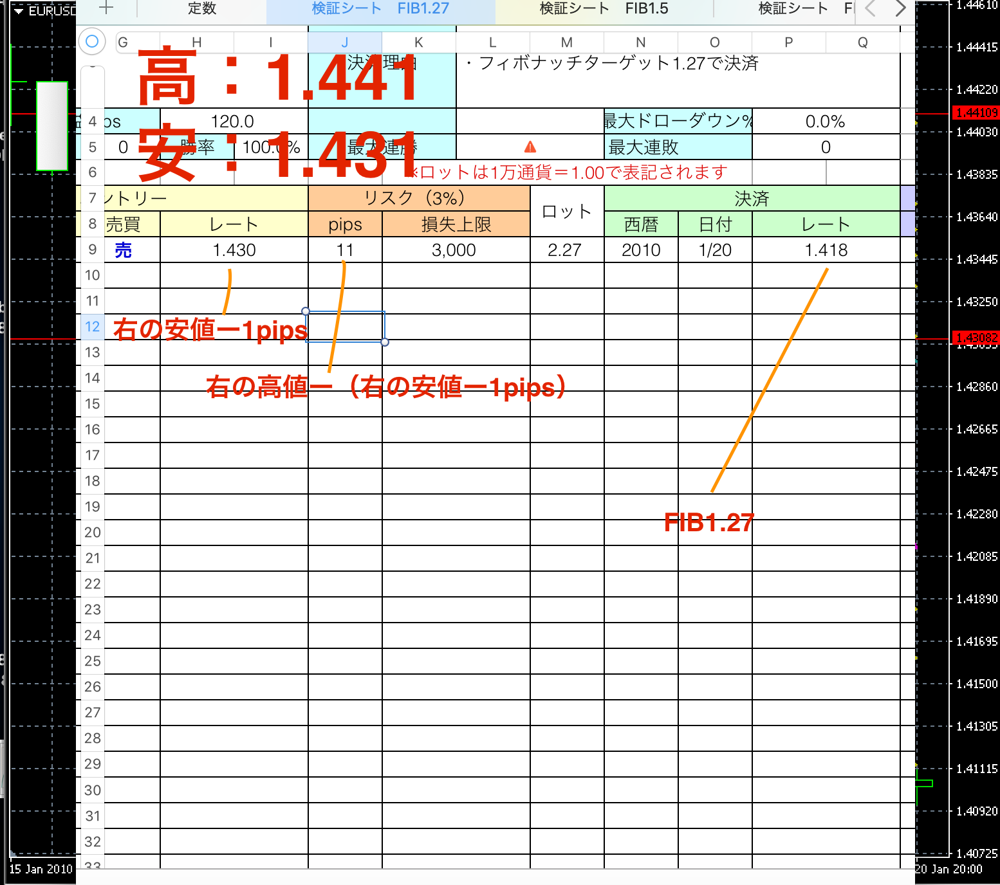 EURUSD
定数
検証シート FIB1.27
検証シート FIB1.5
検証シート
G H I J K L M N O P Q
高：1.441
安：1.431
決済理由
・フィボナッチターゲット1.27で決済
4 120.0 最大ドローダウン% 0.0%
5 0 勝率 100.0% 最大連勝 最大連敗 0
6 ※ロットは1万通貨＝1.00で表記されます
7 ントリー リスク（3%） ロット 決済
8 売買 レート pips 損失上限 西暦 日付 レート
9 売 1.430 11 3,000 2.27 2010 1/20 1.418
10
11
12
右の安値ー1pips
13
14
右の高値ー（右の安値ー1pips）
15
16
17
18
19
FIB1.27
20
21
22
23
24
25
26
27
28
29
30
31
32
33
1.44610
1.44415
1.44220
1.44109
1.44030
1.43835
1.43640
1.43445
1.43250
1.43082
1.42860
1.42665
1.42475
1.42280
1.42085
1.41890
1.41695
1.41500
1.41305
1.41115
1.40920
1.40725
15 Jan 2010
20 Jan 20:00